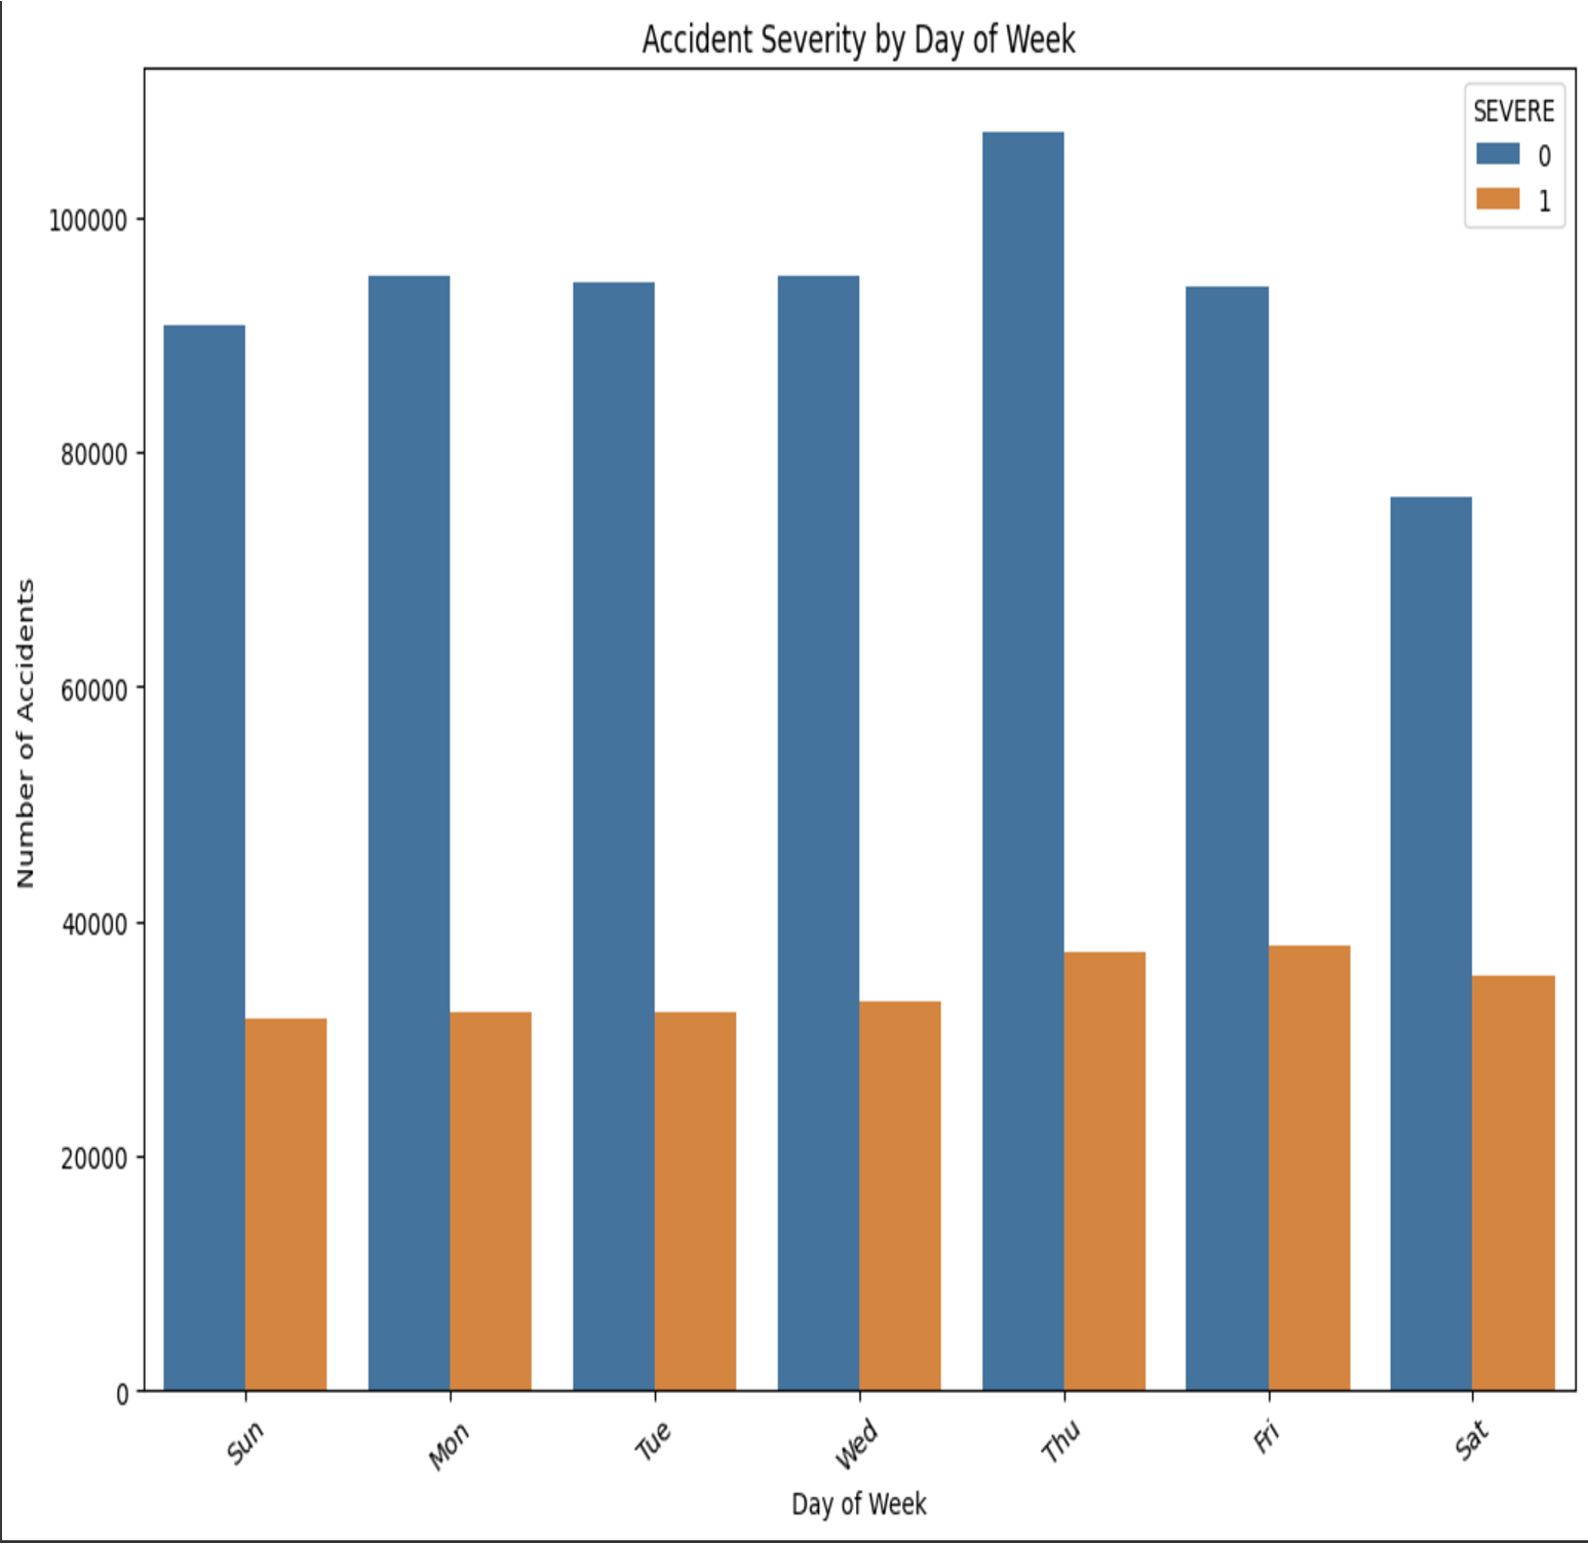 Accident Severity by Day of Week
SEVERE
0
1
100000
80000
60000
40000
20000
0
Number of Accidents
Sun
Mon
Tue
Wed
Thu
Fri
Sat
Day of Week